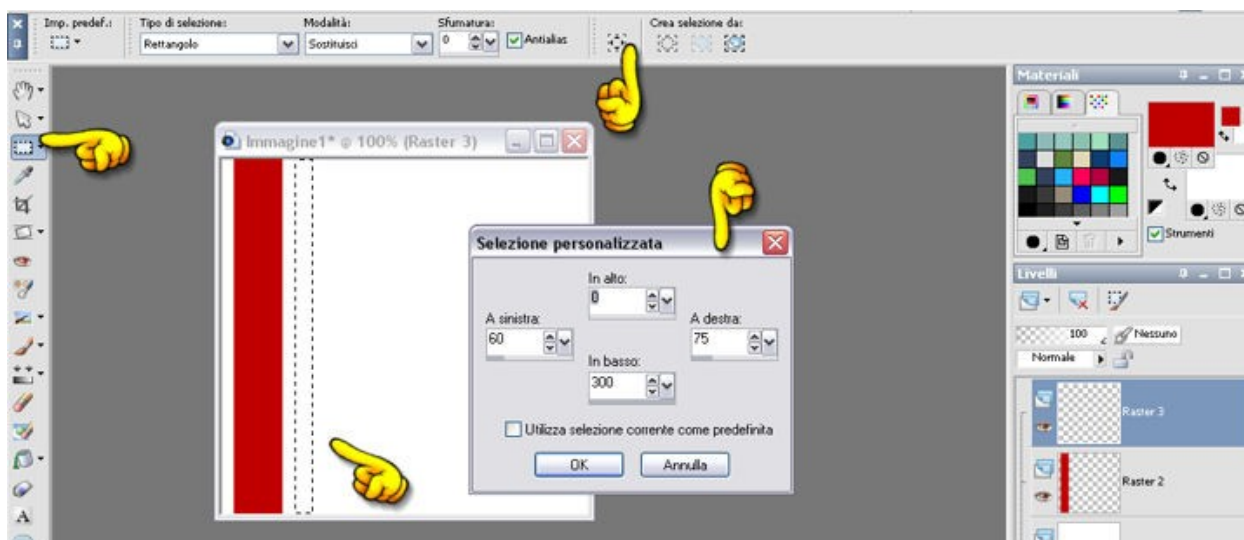 Imp. predef.: Tipo di selezione: Modalità: Sfumatura: Crea selezione da:
Rettangolo Sostituisci 0 Antialias
Materiali
Immagine1* @ 100% (Raster 3)
Selezione personalizzata
In alto:
0
A sinistra: A destra:
60 75
In basso:
300
Utilizza selezione corrente come predefinita
OK Annulla
Strumenti
Livelli
100 Nessuno
Normale
Raster 3
Raster 2
A